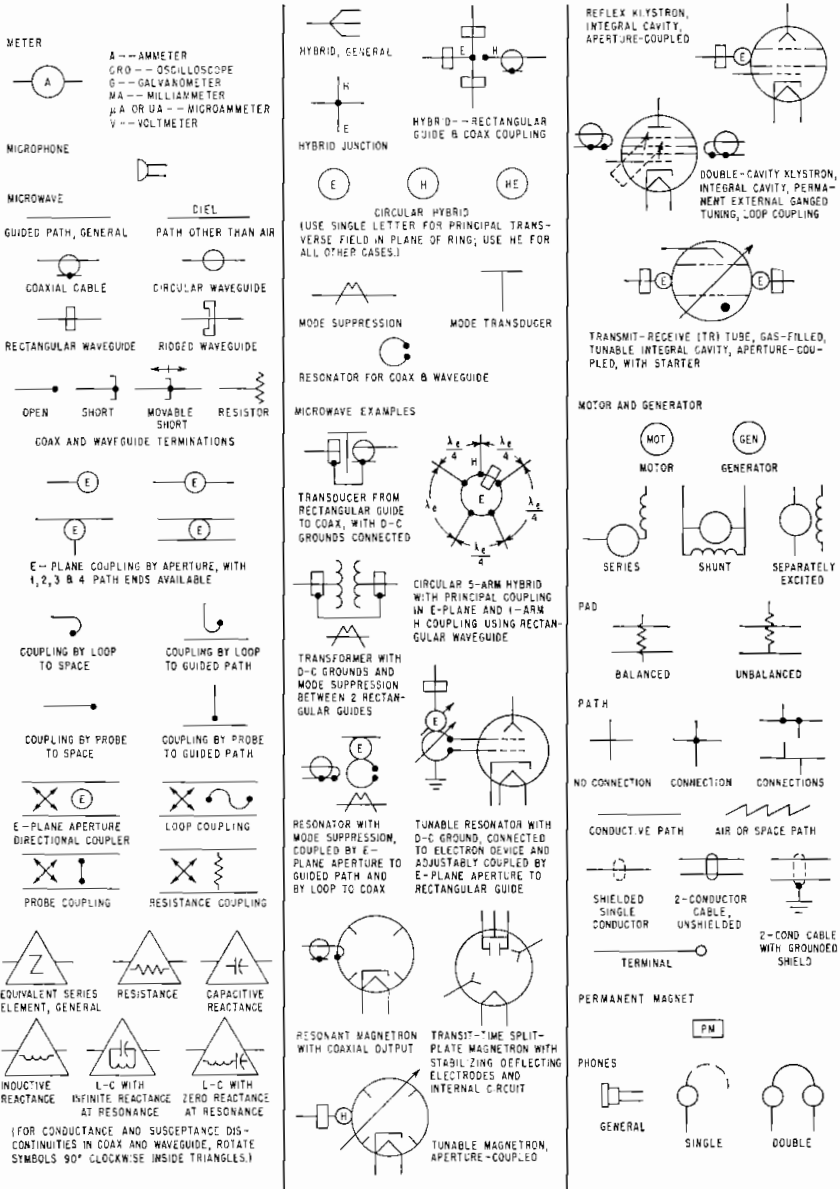 METER
A
A -- AMMETER
CRO -- OSCILLOSCOPE
G -- GALVANOMETER
MA -- MILLIAMMETER
μA OR UA -- MICROAMMETER
V -- VOLTMETER
MICROPHONE
MICROWAVE
DIEL
GUIDED PATH, GENERAL
PATH OTHER THAN AIR
COAXIAL CABLE
CIRCULAR WAVEGUIDE
RECTANGULAR WAVEGUIDE
RIDGED WAVEGUIDE
OPEN
SHORT
MOVABLE
SHORT
RESISTOR
COAX AND WAVEGUIDE TERMINATIONS
E
E
E
E
E-PLANE COUPLING BY APERTURE, WITH
1,2,3 & 4 PATH ENDS AVAILABLE
COUPLING BY LOOP
TO SPACE
COUPLING BY LOOP
TO GUIDED PATH
COUPLING BY PROBE
TO SPACE
COUPLING BY PROBE
TO GUIDED PATH
E
E-PLANE APERTURE
DIRECTIONAL COUPLER
LOOP COUPLING
PROBE COUPLING
RESISTANCE COUPLING
Z
EQUIVALENT SERIES
ELEMENT, GENERAL
RESISTANCE
CAPACITIVE
REACTANCE
INDUCTIVE
REACTANCE
L-C WITH
INFINITE REACTANCE
AT RESONANCE
L-C WITH
ZERO REACTANCE
AT RESONANCE
(FOR CONDUCTANCE AND SUSCEPTANCE DIS-
CONTINUITIES IN COAX AND WAVEGUIDE, ROTATE
SYMBOLS 90° CLOCKWISE INSIDE TRIANGLES.)
HYBRID, GENERAL
E H
HYBRID--RECTANGULAR
GUIDE & COAX COUPLING
H
E
HYBRID JUNCTION
E
H
HE
CIRCULAR HYBRID
(USE SINGLE LETTER FOR PRINCIPAL TRANS-
VERSE FIELD IN PLANE OF RING; USE HE FOR
ALL OTHER CASES.)
MODE SUPPRESSION
MODE TRANSDUCER
RESONATOR FOR COAX & WAVEGUIDE
MICROWAVE EXAMPLES
TRANSDUCER FROM
RECTANGULAR GUIDE
TO COAX, WITH D-C
GROUNDS CONNECTED
λe/4
λe/4
H
E
λe
λe/4
λe/4
CIRCULAR 5-ARM HYBRID
WITH PRINCIPAL COUPLING
IN E-PLANE AND 1-ARM
H COUPLING USING RECTAN-
GULAR WAVEGUIDE
TRANSFORMER WITH
D-C GROUNDS AND
MODE SUPPRESSION
BETWEEN 2 RECTAN-
GULAR GUIDES
E
RESONATOR WITH
MODE SUPPRESSION,
COUPLED BY E-
PLANE APERTURE TO
GUIDED PATH AND
BY LOOP TO COAX
E
TUNABLE RESONATOR WITH
D-C GROUND, CONNECTED
TO ELECTRON DEVICE AND
ADJUSTABLY COUPLED BY
E-PLANE APERTURE TO
RECTANGULAR GUIDE
RESONANT MAGNETRON
WITH COAXIAL OUTPUT
TRANSIT-TIME SPLIT-
PLATE MAGNETRON WITH
STABILIZING DEFLECTING
ELECTRODES AND
INTERNAL CIRCUIT
H
TUNABLE MAGNETRON,
APERTURE-COUPLED
REFLEX KLYSTRON,
INTEGRAL CAVITY,
APERTURE-COUPLED
E
DOUBLE-CAVITY KLYSTRON,
INTEGRAL CAVITY, PERMA-
NENT EXTERNAL GANGED
TUNING, LOOP COUPLING
E
E
TRANSMIT-RECEIVE (TR) TUBE, GAS-FILLED,
TUNABLE INTEGRAL CAVITY, APERTURE-COU-
PLED, WITH STARTER
MOTOR AND GENERATOR
MOT
GEN
MOTOR
GENERATOR
SERIES
SHUNT
SEPARATELY
EXCITED
PAD
BALANCED
UNBALANCED
PATH
NO CONNECTION
CONNECTION
CONNECTIONS
CONDUCTIVE PATH
AIR OR SPACE PATH
SHIELDED
SINGLE
CONDUCTOR
2-CONDUCTOR
CABLE,
UNSHIELDED
2-COND CABLE
WITH GROUNDED
SHIELD
TERMINAL
PERMANENT MAGNET
PM
PHONES
GENERAL
SINGLE
DOUBLE